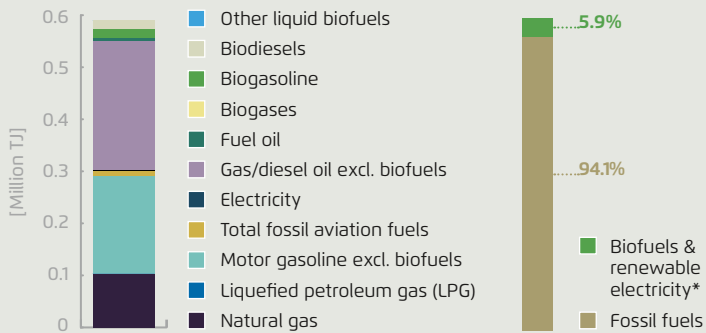 [Million TJ]
0.6
0.5
0.4
0.3
0.2
0.1
0
Other liquid biofuels
Biodiesels
Biogasoline
Biogases
Fuel oil
Gas/diesel oil excl. biofuels
Electricity
Total fossil aviation fuels
Motor gasoline excl. biofuels
Liquefied petroleum gas (LPG)
Natural gas
5.9%
94.1%
Biofuels &
renewable
electricity*
Fossil fuels